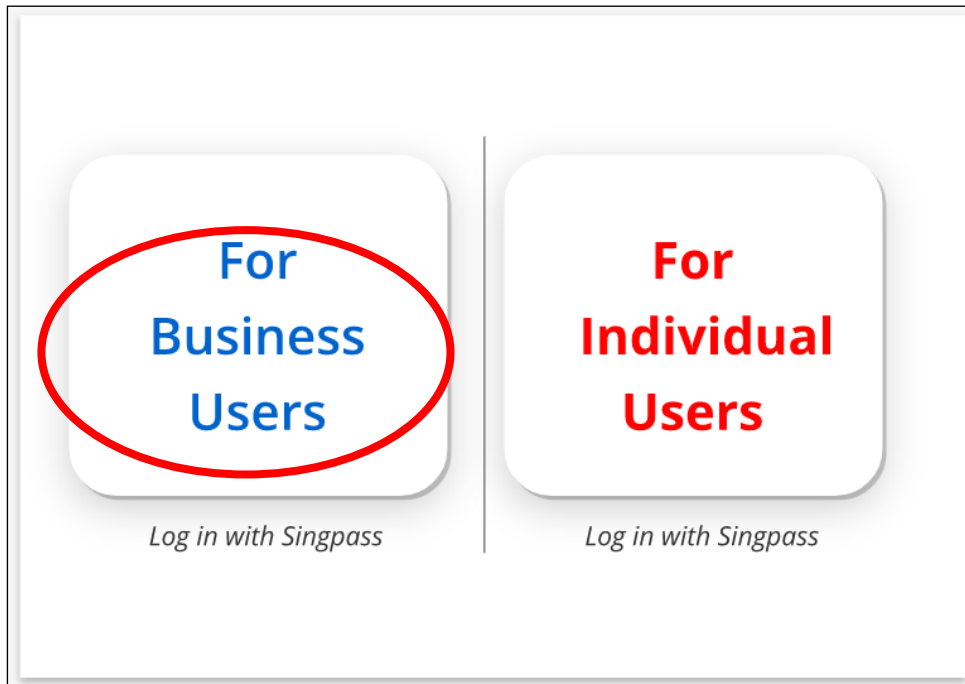 For
Business
Users
Log in with Singpass
For
Individual
Users
Log in with Singpass